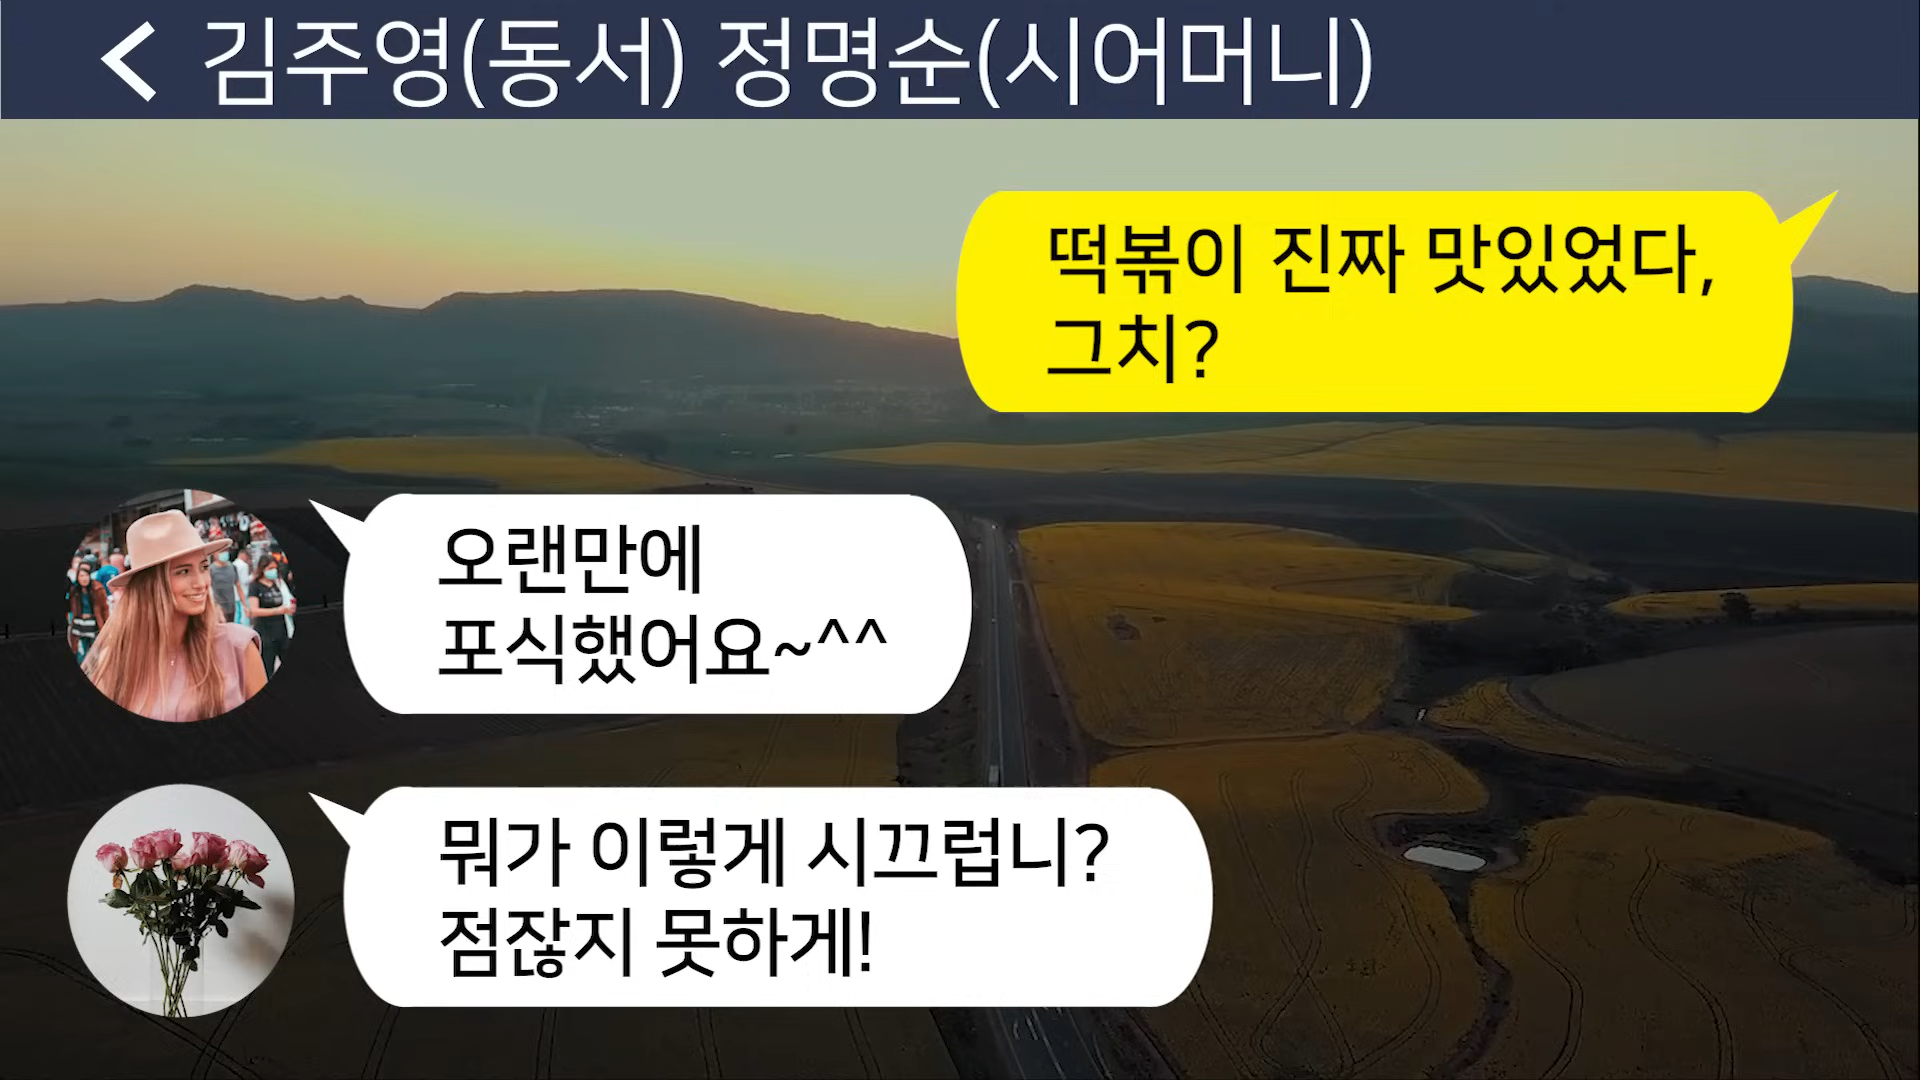 김주영(동서) 정명순(시어머니)
떡볶이 진짜 맛있었다,
그치?
오랜만에
포식했어요~^^
뭐가 이렇게 시끄럽니?
점잖지 못하게!